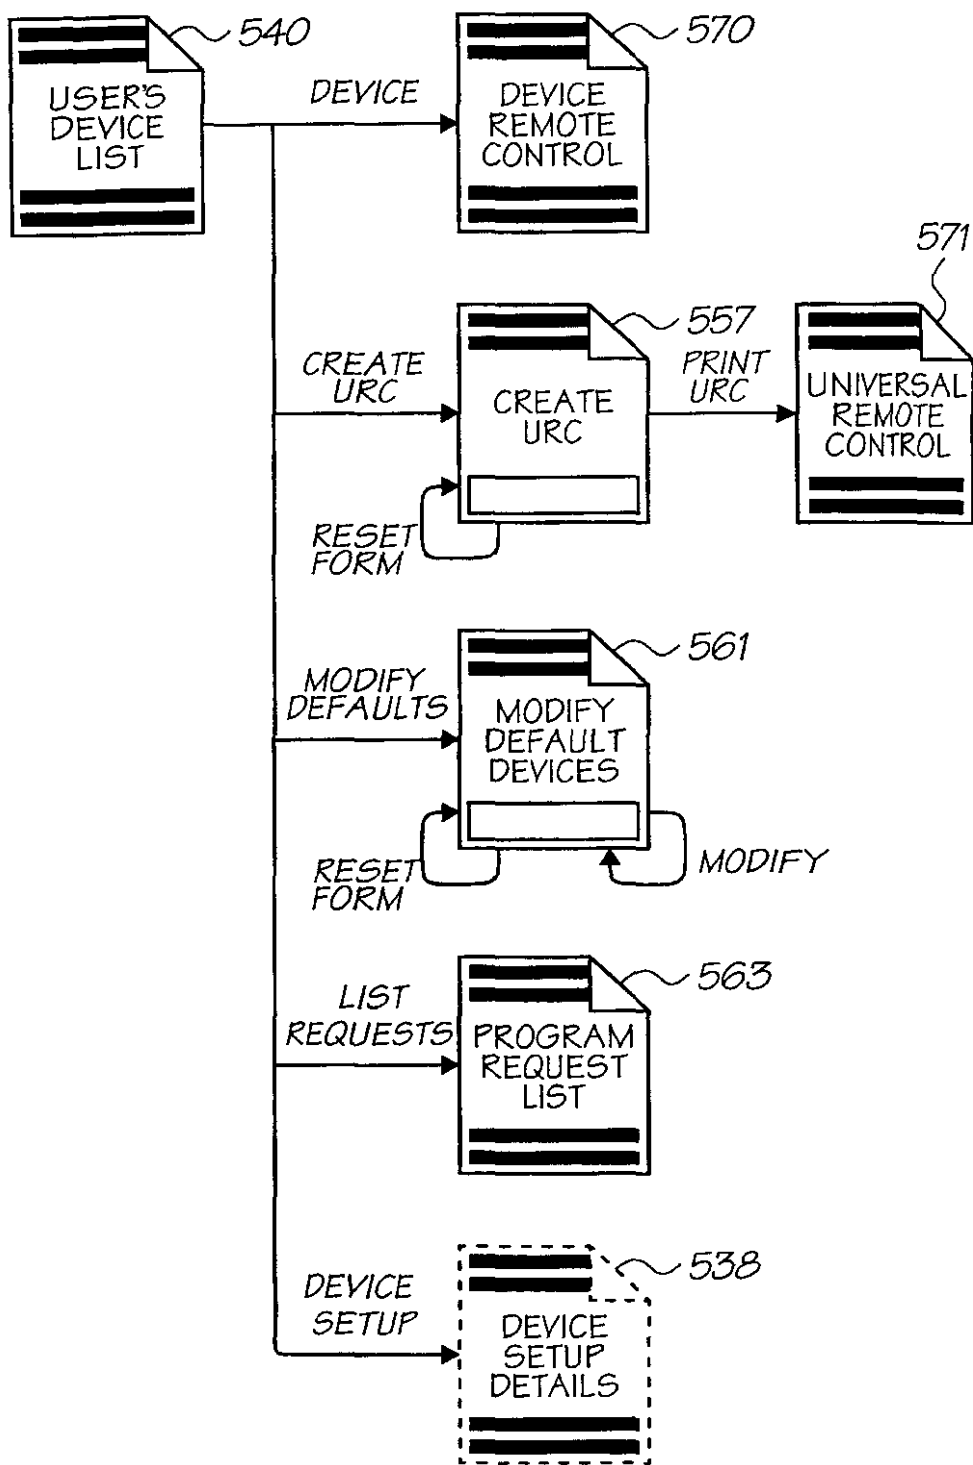 540
USER'S
DEVICE
LIST
DEVICE
570
DEVICE
REMOTE
CONTROL
571
CREATE
URC
557
CREATE
URC
PRINT
URC
UNIVERSAL
REMOTE
CONTROL
RESET
FORM
MODIFY
DEFAULTS
561
MODIFY
DEFAULT
DEVICES
RESET
FORM
MODIFY
LIST
REQUESTS
563
PROGRAM
REQUEST
LIST
DEVICE
SETUP
538
DEVICE
SETUP
DETAILS